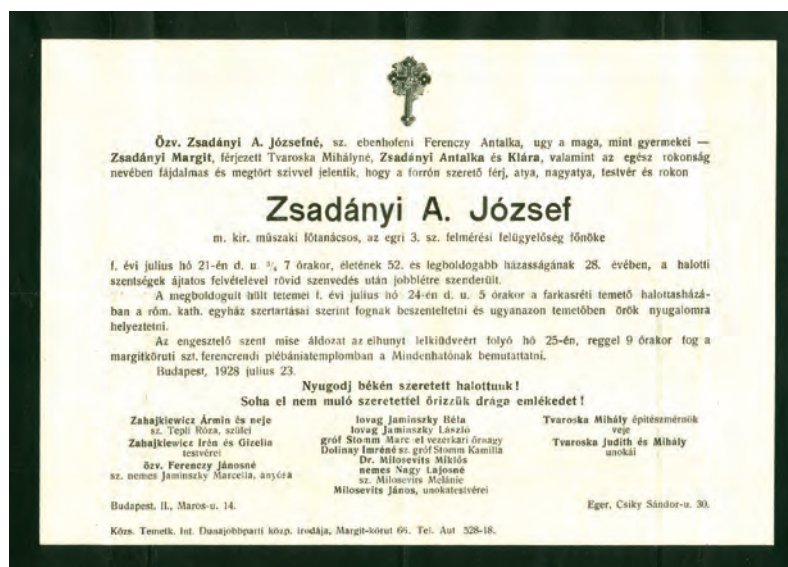 Özv. Zsadányi A. Józsefné, sz. ebenhofeni Ferenczy Antalka, ugy a maga, mint gyermekei —
Zsadányi Margit, férjezett Tvaroska Mihályné, Zsadányi Antalka és Klára, valamint az egész rokonság
nevében fájdalmas és megtört szivvel jelentik, hogy a forrón szerető férj, atya, nagyatya, testvér és rokon
Zsadányi A. József
m. kir. műszaki főtanácsos, az egri 3. sz. felmérési felügyelőség főnöke
f. évi julius hó 21-én d. u. ¾ 7 órakor, életének 52. és legboldogabb házasságának 28. évében, a halotti
szentségek ájtatos felvételével rövid szenvedés után jobblétre szenderült.
A megboldogult hült tetemei f. évi julius hó 24-én d. u. 5 órakor a farkasréti temető halottasházá-
ban a róm. kath. egyház szertartásai szerint fognak beszenteltetni és ugyanazon temetőben örök nyugalomra
helyeztetni.
Az engesztelő szent mise áldozat az elhunyt lelkiüdveért folyó hó 25-én, reggel 9 órakor fog a
margitköruti szt. ferencrendi plébániatemplomban a Mindenhatónak bemutattatni.
Budapest, 1928 julius 23.
Nyugodj békén szeretett halottunk!
Soha el nem muló szeretettel őrizzük drága emlékedet!
Zahajkiewicz Ármin és neje
sz. Tepli Róza, szülei
Zahajkiewicz Irén és Gizella
testvérei
özv. Ferenczy Jánosné
sz. nemes Jaminszky Marcella, anyósa
lovag Jaminszky Béla
lovag Jaminszky László
gróf Stomm Marcel vezérkari őrnagy
Dolinay Imréné sz. gróf Stomm Kamilla
Dr. Milosevits Miklós
nemes Nagy Lajosné
sz. Milosevits Melánie
Milosevits János, unokatestvérei
Tvaroska Mihály építészmérnök
veje
Tvaroska Judith és Mihály
unokái
Budapest, II., Maros-u. 14.
Eger, Csiky Sándor-u. 30.
Közs. Temetk. Int. Dunajobbparti közp. irodája, Margit-körut 66. Tel. Aut 528-18.